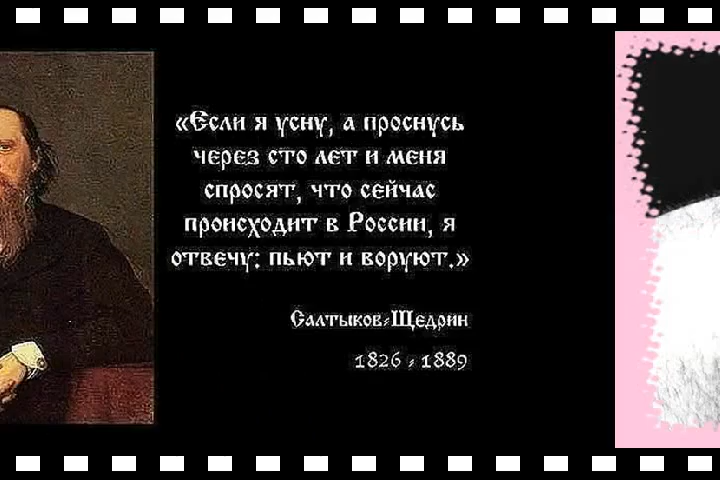 «Если я усну, а проснусь
через сто лет и меня
спросят, что сейчас
происходит в России, я
отвечу: пьют и воруют.»
Салтыков-Щедрин
1826 - 1889